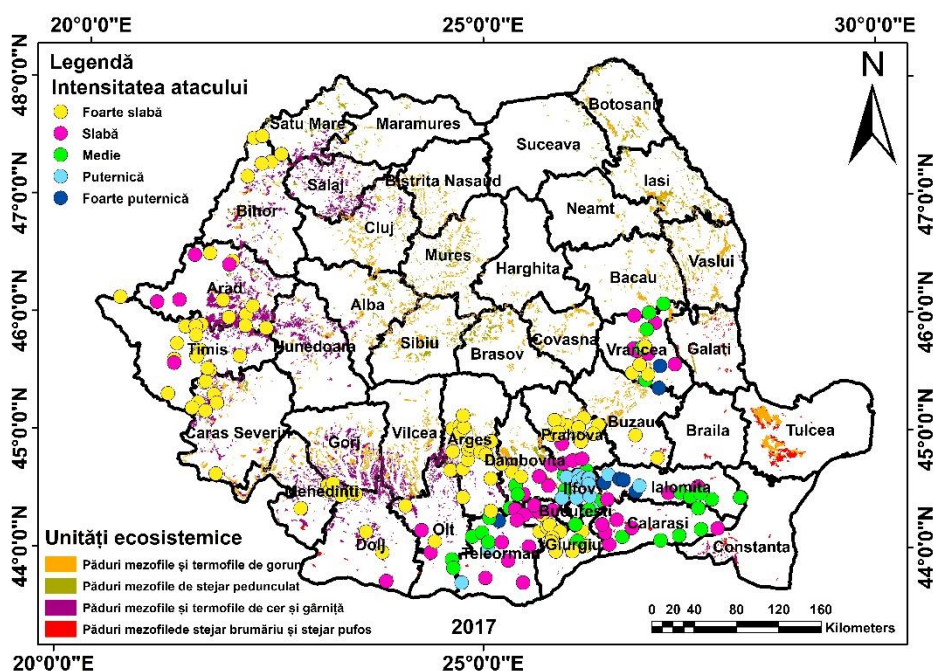 20°0'0"E
25°0'0"E
30°0'0"E
48°0'0"N
47°0'0"N
46°0'0"N
45°0'0"N
44°0'0"N
Legendă
Intensitatea atacului
Foarte slabă
Slabă
Medie
Puternică
Foarte puternică
N
48°0'0"N
47°0'0"N
46°0'0"N
45°0'0"N
44°0'0"N
Botosani
Satu Mare
Maramures
Suceava
Iasi
Salaj
Bistrita Nasaud
Neamt
Bihor
Cluj
Mures
Harghita
Bacau
Vaslui
Arad
Alba
Timis
Hunedoara
Sibiu
Brasov
Covasna
Vrancea
Galati
Caras Severin
Gorj
Vilcea
Arges
Prahova
Buzau
Braila
Tulcea
Dambovita
Mehedinti
Ilfov
Ialomita
Bucuresti
Olt
Calarasi
Dolj
Teleorman
Giurgiu
Constanta
Unități ecosistemice
Păduri mezofile și termofile de gorun
Păduri mezofile de stejar pedunculat
Păduri mezofile și termofile de cer și gârniță
Păduri mezofilede stejar brumăriu și stejar pufos
2017
0 20 40 80 120 160
Kilometers
20°0'0"E
25°0'0"E